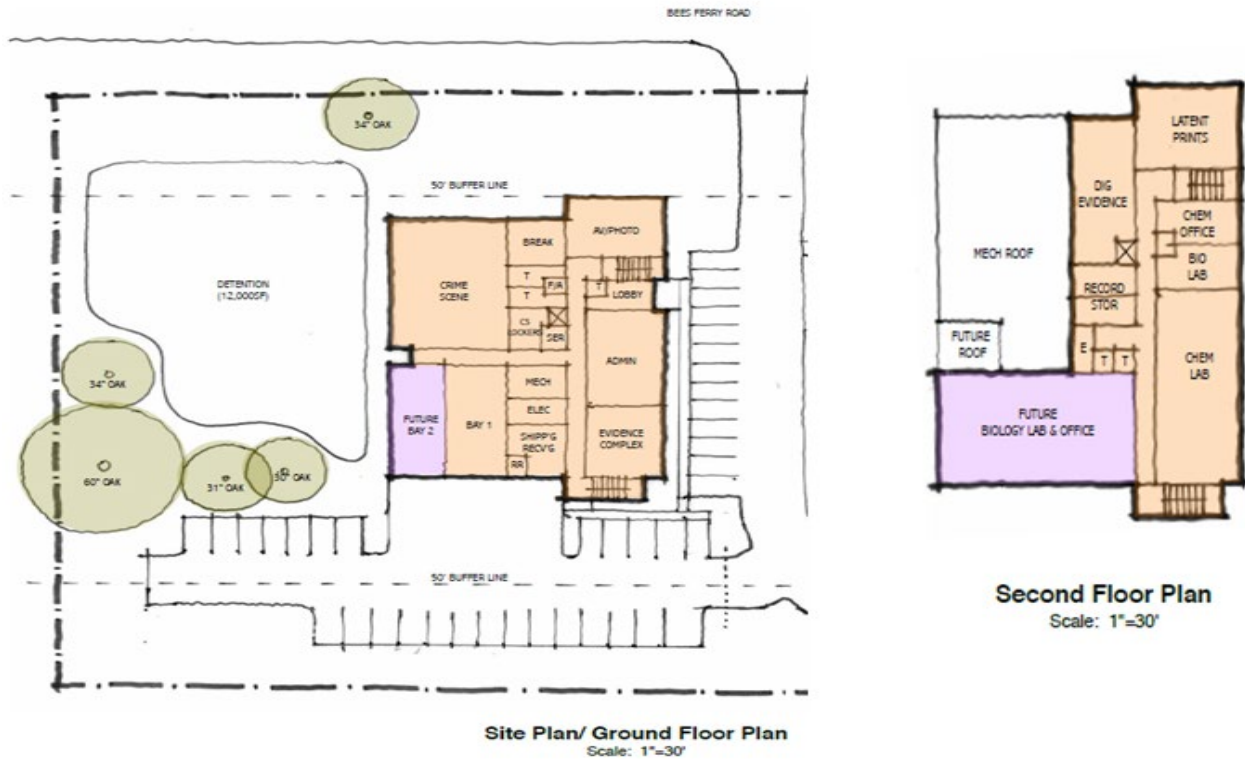 BEES FERRY ROAD
34" OAK
50' BUFFER LINE
DETENTION
(12,000SF)
BREAK
AV/PHOTO
CRIME
SCENE
T
F/R
T
T
LOBBY
CS
LOCKERS
SER
ADMIN
MECH
ELEC
FUTURE
BAY 2
BAY 1
SHIPP'G
RECV'G
RR
EVIDENCE
COMPLEX
34" OAK
60" OAK
31" OAK
30" OAK
50' BUFFER LINE
Site Plan/ Ground Floor Plan
Scale: 1"=30'
LATENT
PRINTS
DIG
EVIDENCE
CHEM
OFFICE
MECH ROOF
BIO
LAB
RECORD
STOR
FUTURE
ROOF
E
T
T
CHEM
LAB
FUTURE
BIOLOGY LAB & OFFICE
Second Floor Plan
Scale: 1"=30'